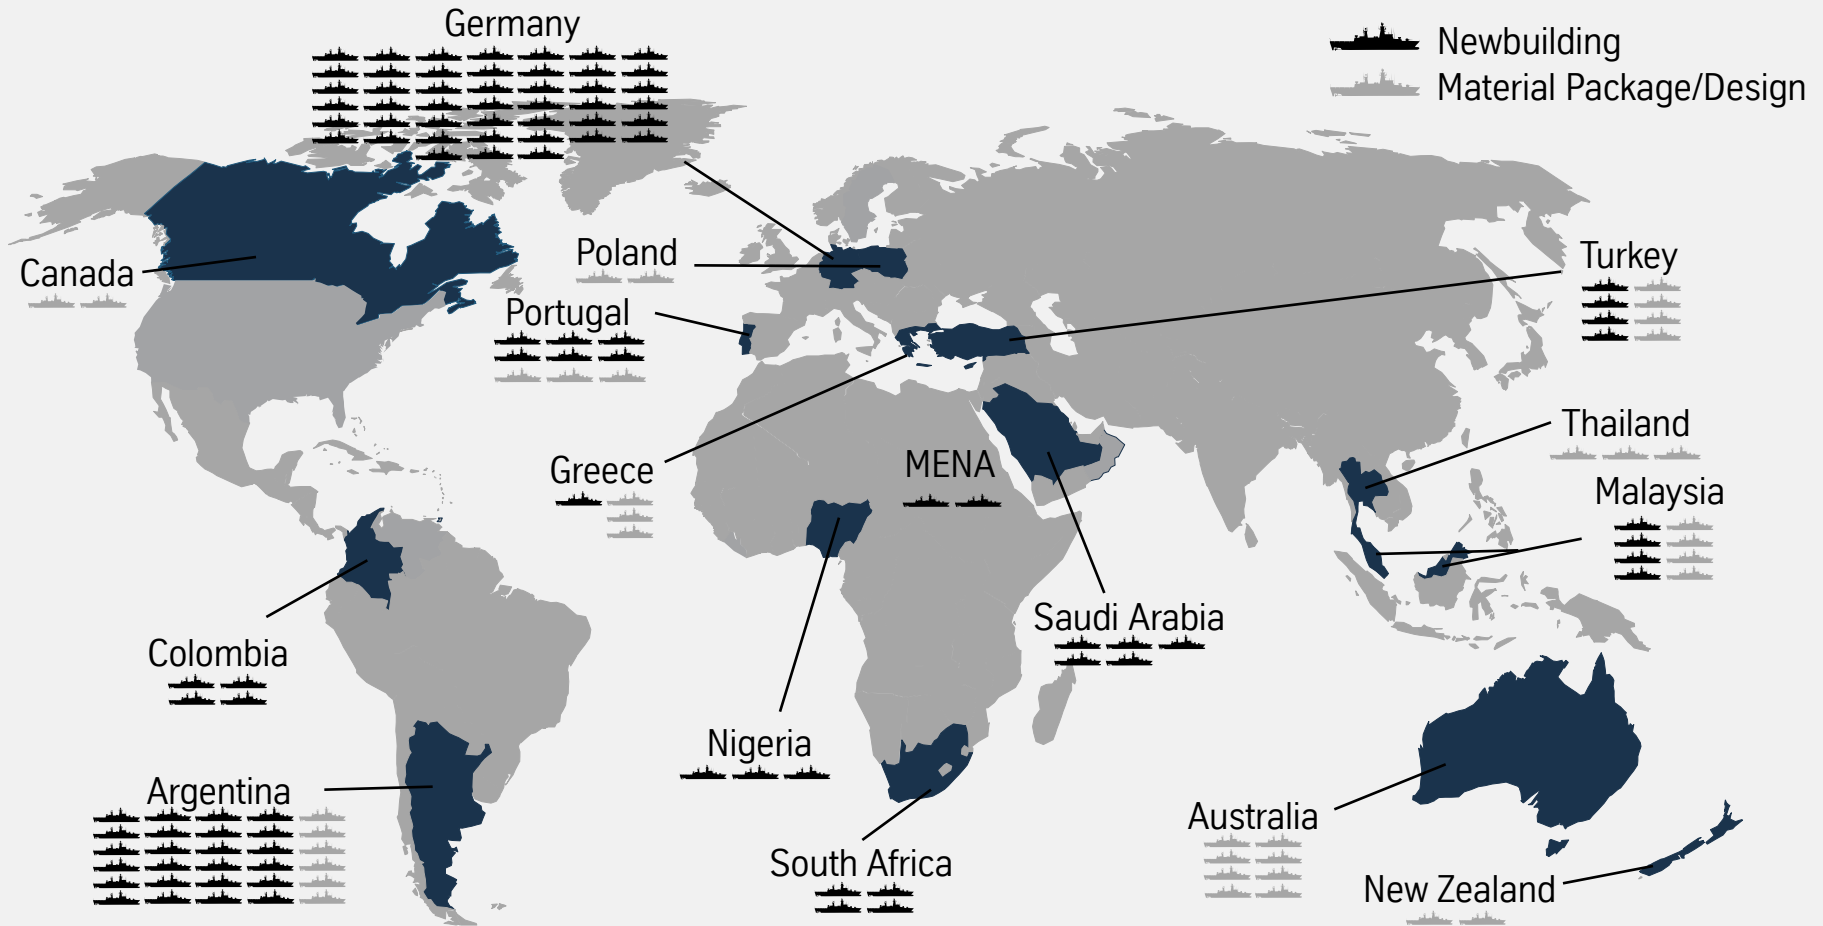 Germany
Newbuilding
Material Package/Design
Poland
Turkey
Canada
Portugal
Thailand
Greece
MENA
Malaysia
Saudi Arabia
Colombia
Nigeria
Argentina
Australia
South Africa
New Zealand